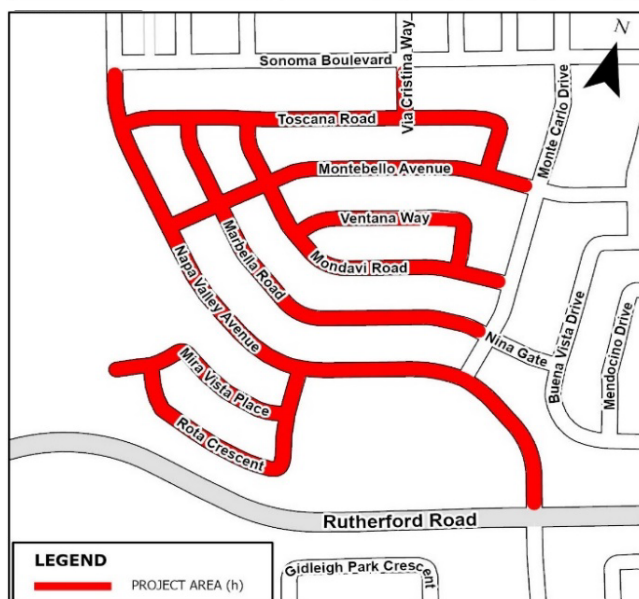 N
Sonoma Boulevard
Via Cristina Way
Toscana Road
Monte Carlo Drive
Montebello Avenue
Ventana Way
Marbella Road
Mondavi Road
Napa Valley Avenue
Nina Gate
Buena Vista Drive
Mendocino Drive
Mira Vista Place
Rota Crescent
Rutherford Road
LEGEND
PROJECT AREA (h)
Gidleigh Park Crescent